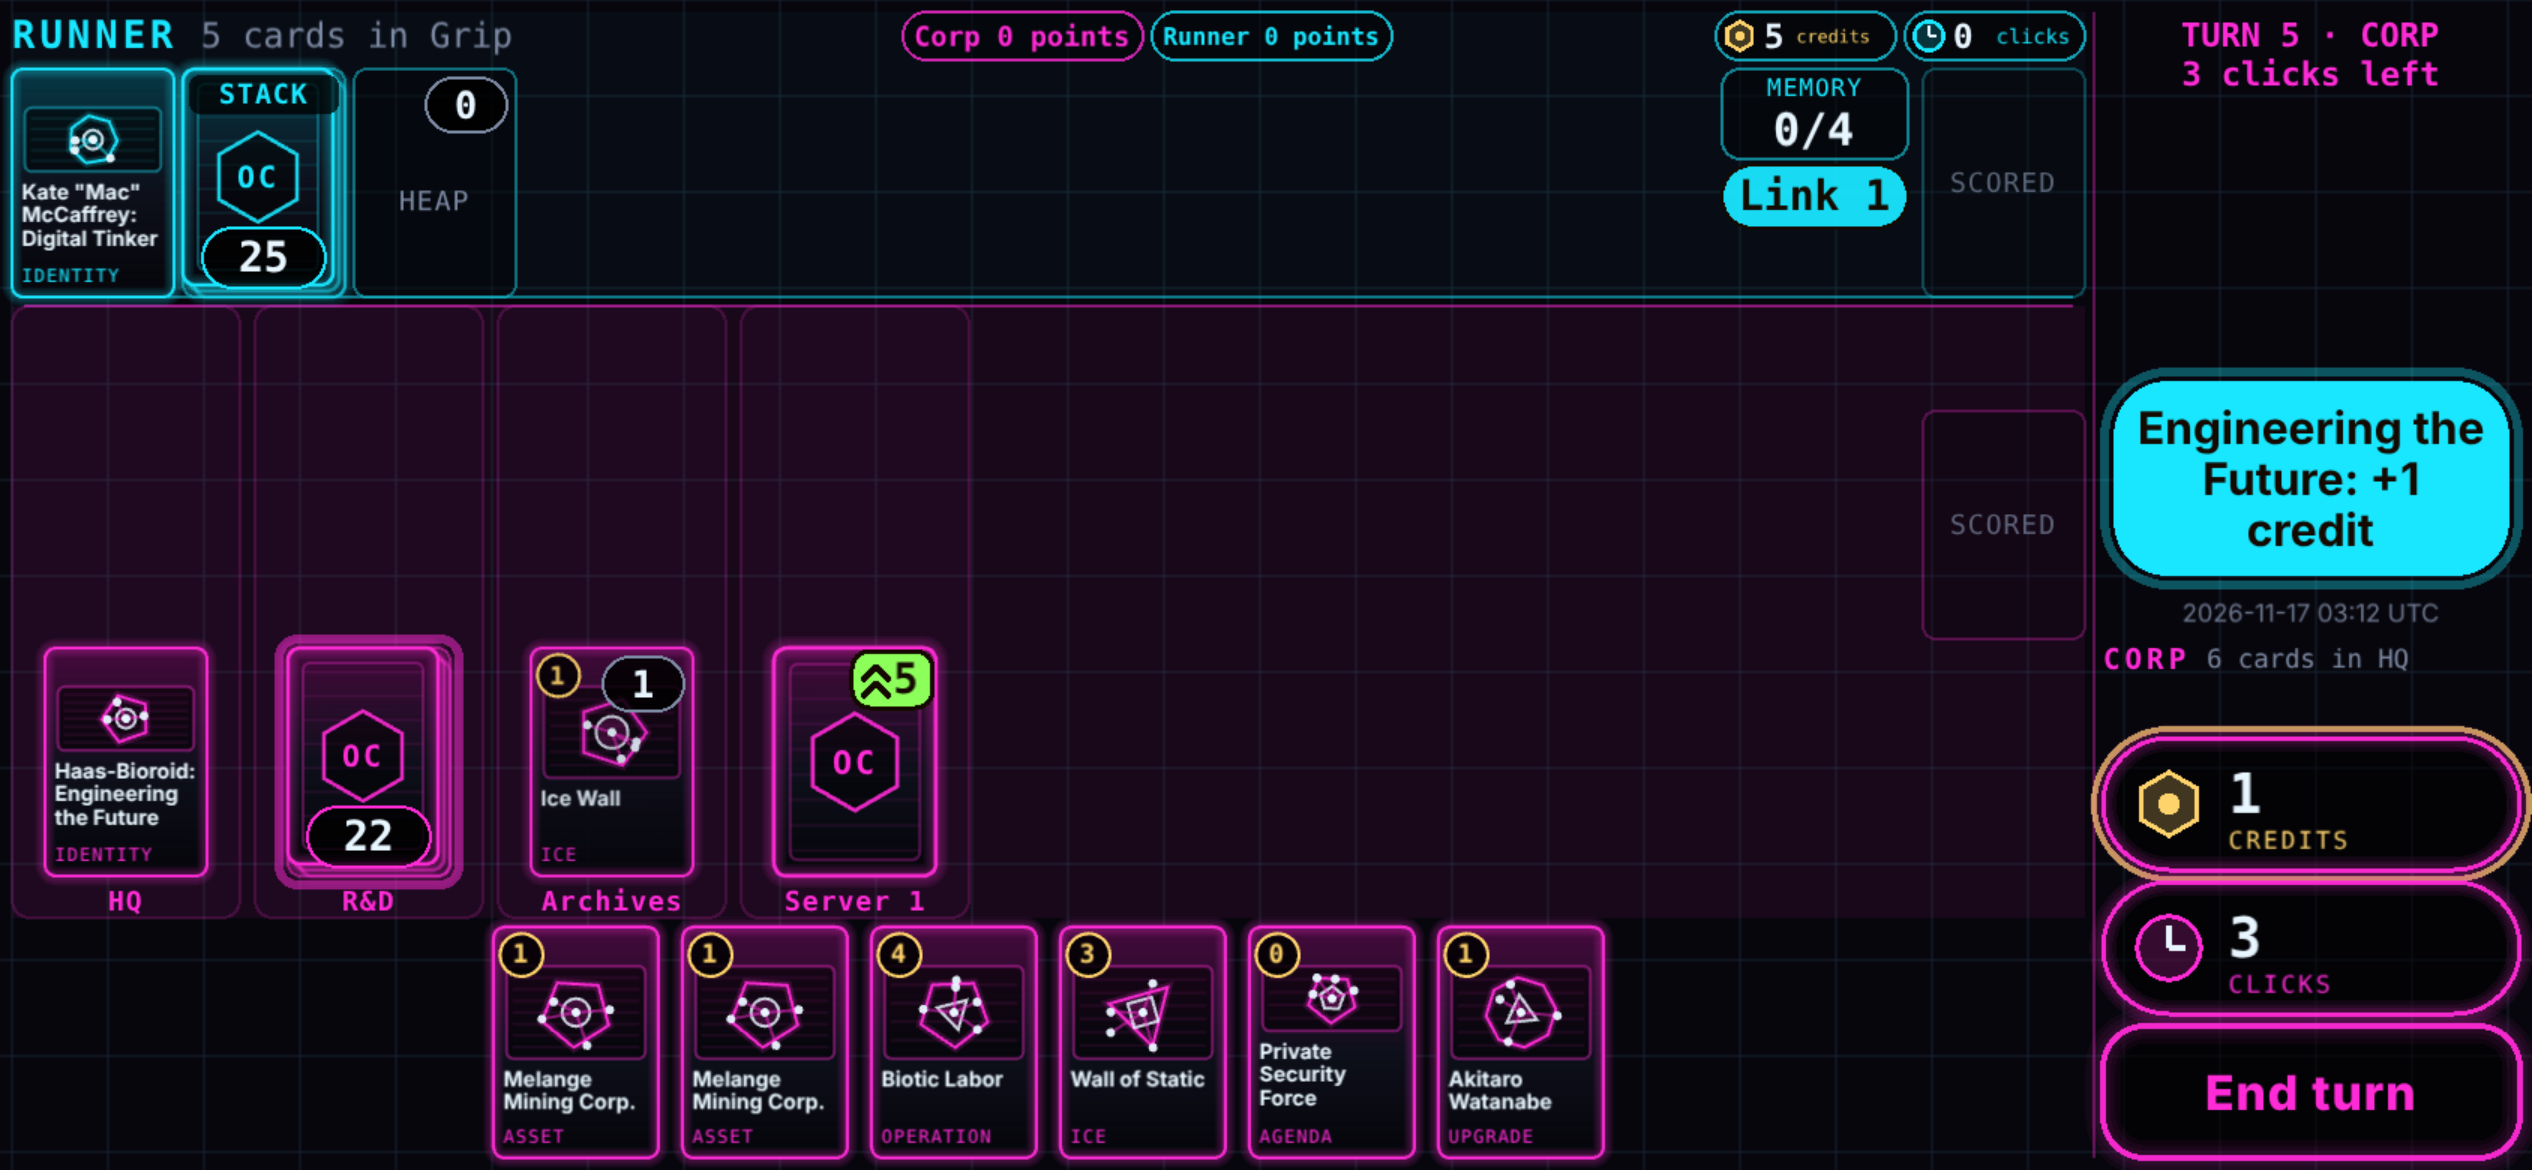 RUNNER 5 cards in Grip
Corp 0 points
Runner 0 points
5 credits
0 clicks
TURN 5 · CORP
3 clicks left
Kate "Mac"
McCaffrey:
Digital Tinker
IDENTITY
STACK
OC
25
0
HEAP
MEMORY
0/4
Link 1
SCORED
SCORED
Engineering the
Future: +1
credit
2026-11-17 03:12 UTC
CORP 6 cards in HQ
Haas-Bioroid:
Engineering
the Future
IDENTITY
HQ
OC
22
R&D
1
1
Ice Wall
ICE
Archives
5
OC
Server 1
1
CREDITS
3
CLICKS
End turn
1
Melange
Mining Corp.
ASSET
1
Melange
Mining Corp.
ASSET
4
Biotic Labor
OPERATION
3
Wall of Static
ICE
0
Private
Security
Force
AGENDA
1
Akitaro
Watanabe
UPGRADE